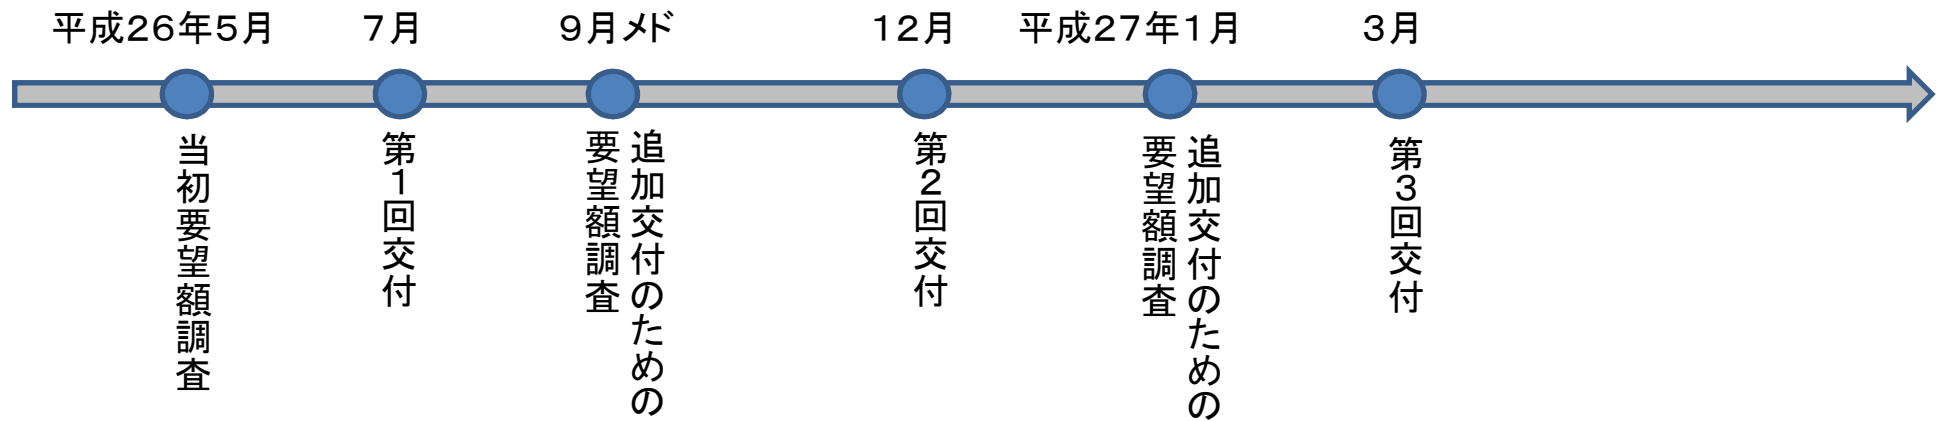 平成26年5月
7月
9月メド
12月
平成27年1月
3月
当初要望額調査
第1回交付
追加交付のための
要望額調査
第2回交付
追加交付のための
要望額調査
第3回交付